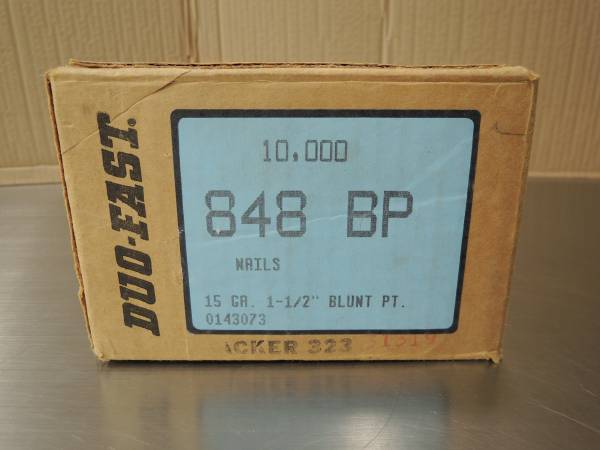 DUO-FAST.
10,000
848 BP
NAILS
15 GA. 1-1/2" BLUNT PT.
0143073
ACKER 323